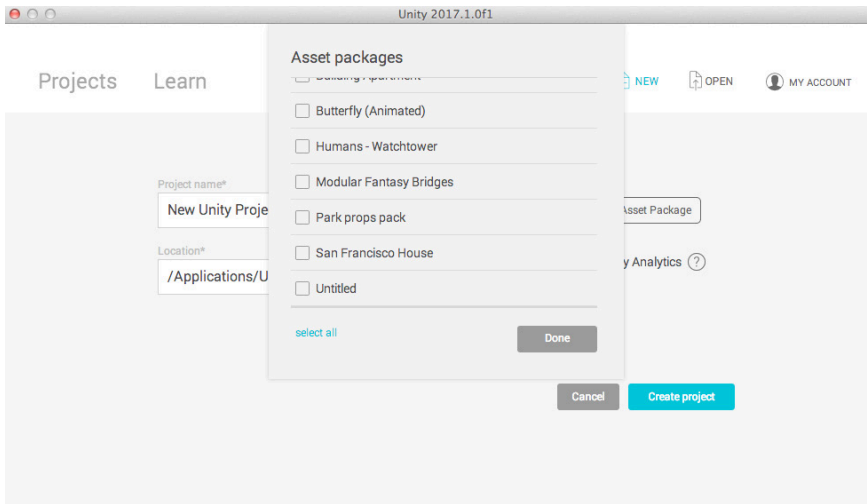 Unity 2017.1.0f1
Projects Learn
NEW OPEN MY ACCOUNT
Asset packages
Building Apartment
Butterfly (Animated)
Humans - Watchtower
Modular Fantasy Bridges
Park props pack
San Francisco House
Untitled
select all
Done
Project name*
New Unity Proje
Asset Package
Location*
/Applications/U
y Analytics ?
Cancel Create project